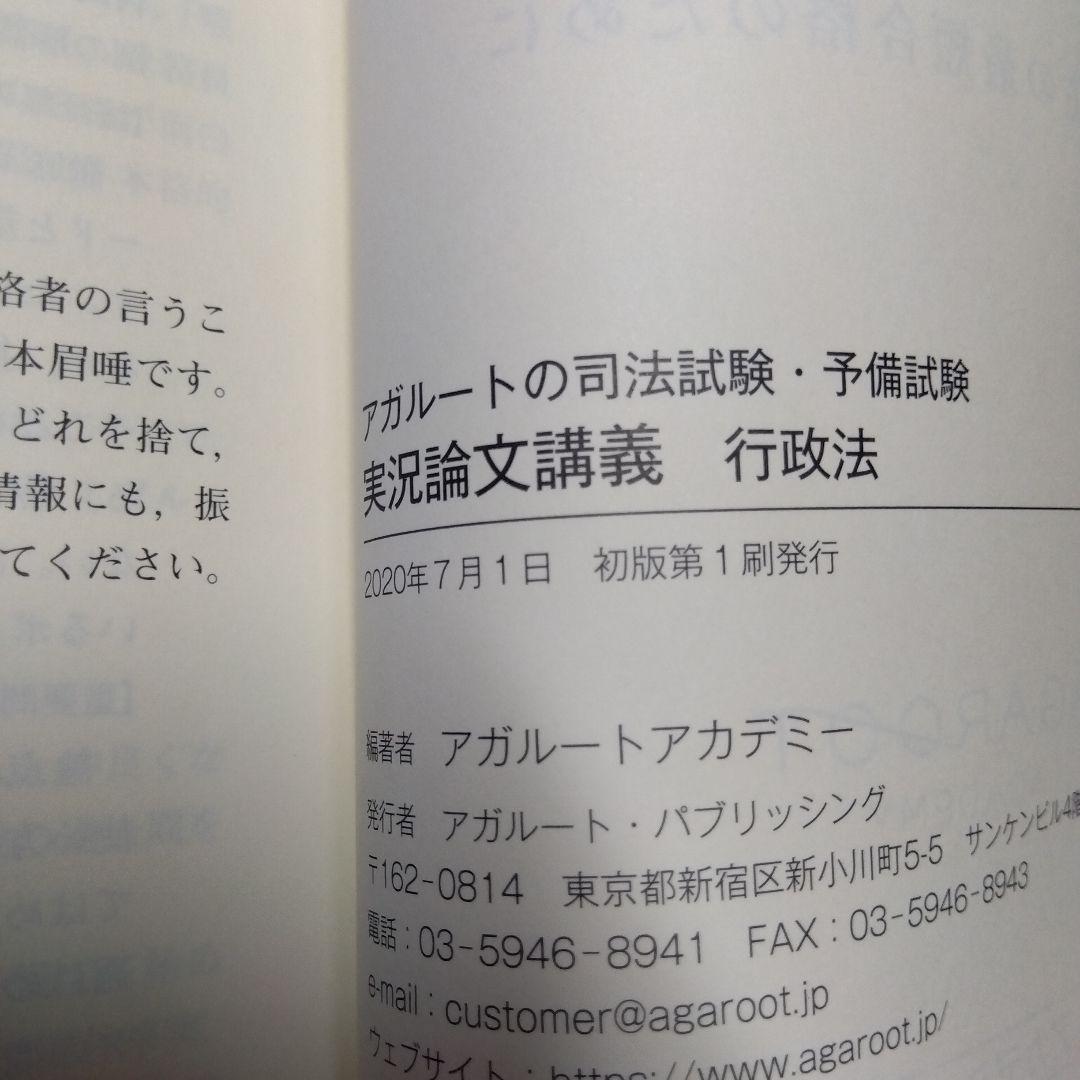 格者の言うこ
本眉唾です。
どれを捨て，
情報にも，振
てください。
アガルートの司法試験・予備試験
実況論文講義　行政法
2020年7月1日　初版第1刷発行
編著者　アガルートアカデミー
発行者　アガルート・パブリッシング
〒162-0814　東京都新宿区新小川町5-5　サンケンビル4階
電話：03-5946-8941　FAX：03-5946-8943
e-mail：customer@agaroot.jp
ウェブサイト：https://www.agaroot.jp/